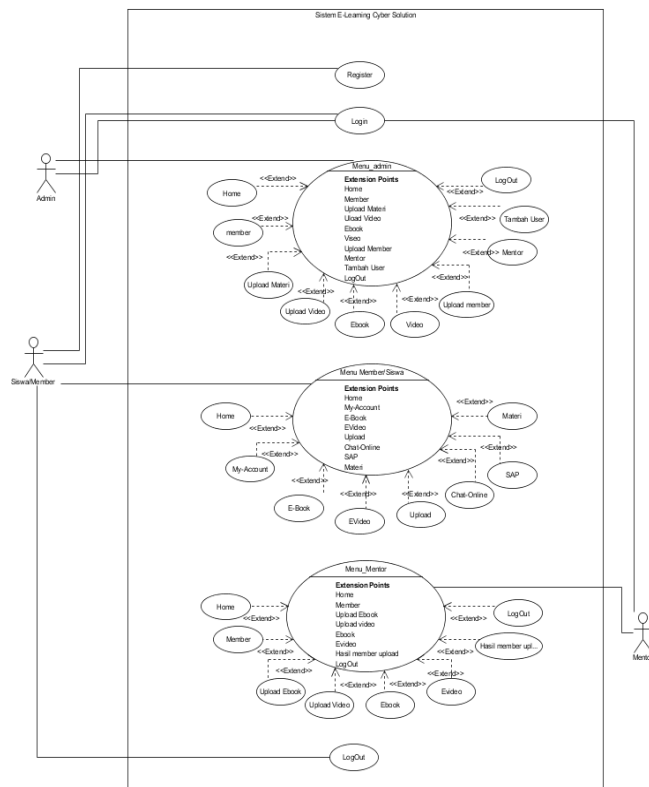 Sistem E-Learning Cyber Solution
Register
Login
Admin
Menu_admin
Extension Points
Home
Member
Upload Materi
Uload Video
Ebook
Viseo
Upload Member
Mentor
Tambah User
LogOut
<<Extend>>
Home
<<Extend>>
member
<<Extend>>
Upload Materi
<<Extend>>
Upload Video
<<Extend>>
Ebook
<<Extend>>
Video
<<Extend>>
Upload member
<<Extend>>
Mentor
<<Extend>>
Tambah User
<<Extend>>
LogOut
Siswa/Member
Menu Member/Siswa
Extension Points
Home
My-Account
E-Book
EVideo
Upload
Chat-Online
SAP
Materi
Home
<<Extend>>
<<Extend>>
My-Account
<<Extend>>
E-Book
<<Extend>>
EVideo
<<Extend>>
Upload
<<Extend>>
Chat-Online
<<Extend>>
SAP
<<Extend>>
Materi
Menu_Mentor
Extension Points
Home
Member
Upload Ebook
Upload video
Ebook
Evideo
Hasil member upload
LogOut
Home
<<Extend>>
Member
<<Extend>>
<<Extend>>
Upload Ebook
<<Extend>>
Upload Video
<<Extend>>
Ebook
<<Extend>>
Evideo
<<Extend>>
Hasil member upl...
<<Extend>>
LogOut
Mento
LogOut